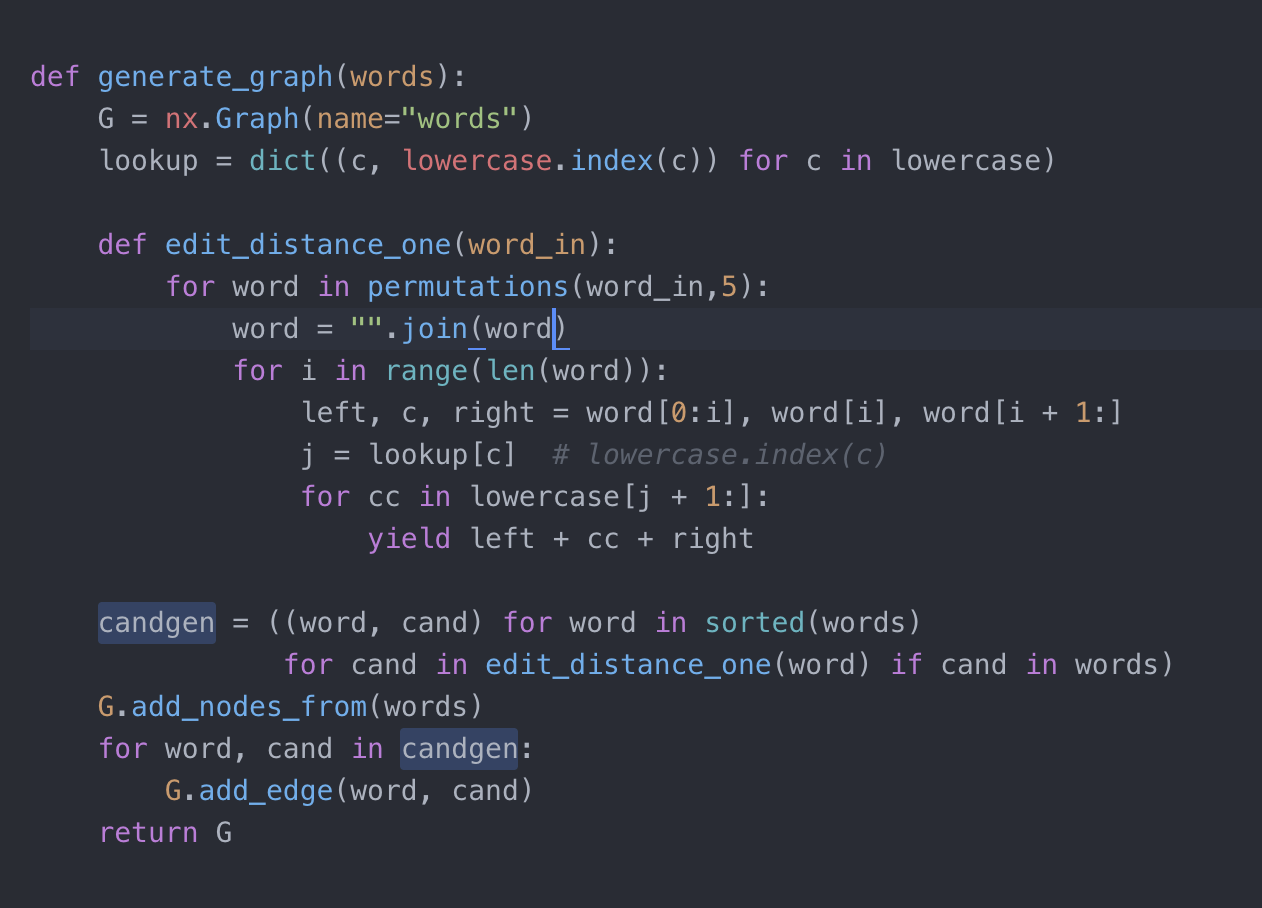 def generate_graph(words):
    G = nx.Graph(name="words")
    lookup = dict((c, lowercase.index(c)) for c in lowercase)

    def edit_distance_one(word_in):
        for word in permutations(word_in,5):
            word = "".join(word)
            for i in range(len(word)):
                left, c, right = word[0:i], word[i], word[i + 1:]
                j = lookup[c]  # lowercase.index(c)
                for cc in lowercase[j + 1:]:
                    yield left + cc + right

    candgen = ((word, cand) for word in sorted(words)
               for cand in edit_distance_one(word) if cand in words)
    G.add_nodes_from(words)
    for word, cand in candgen:
        G.add_edge(word, cand)
    return G